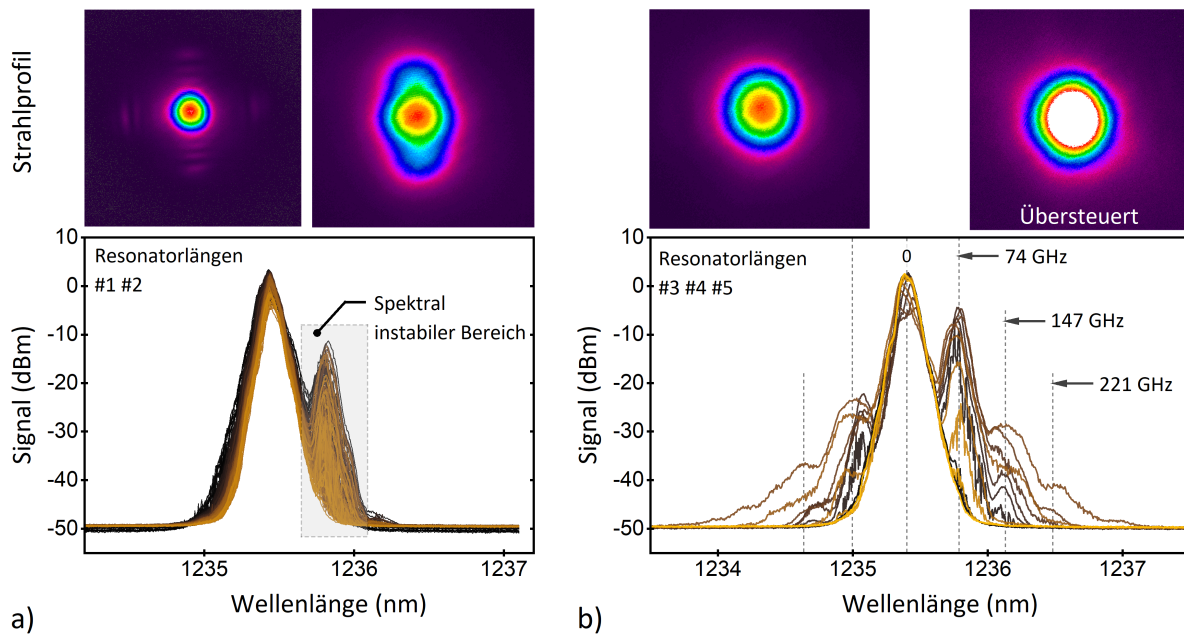 Strahlprofil
Übersteuert
Resonatorlängen
#1 #2
Spektral
instabiler Bereich
10
0
-10
-20
-30
-40
-50
Signal (dBm)
1235
1236
1237
Wellenlänge (nm)
a)
Resonatorlängen
#3 #4 #5
0
74 GHz
147 GHz
221 GHz
10
0
-10
-20
-30
-40
-50
Signal (dBm)
1234
1235
1236
1237
Wellenlänge (nm)
b)